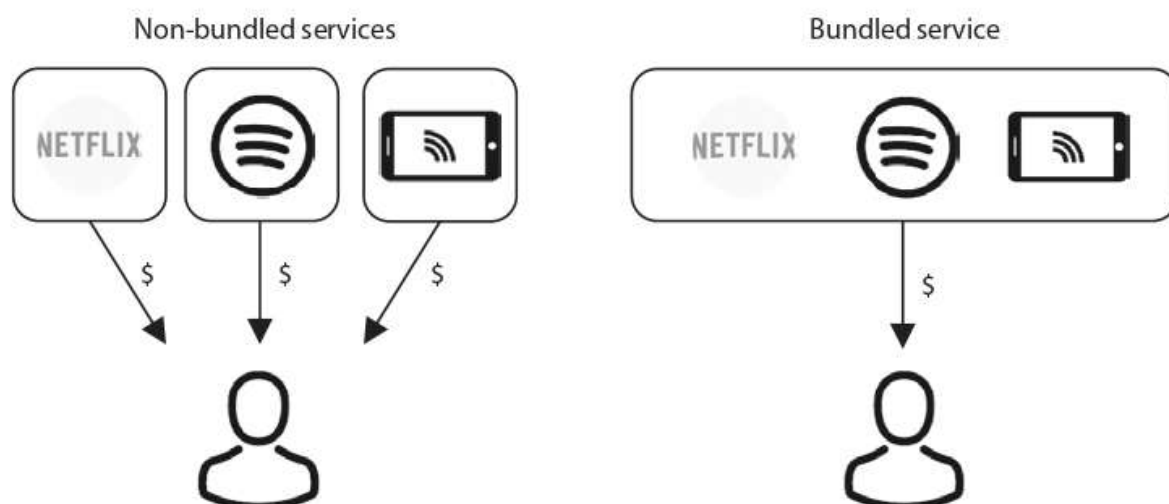 Non-bundled services
NETFLIX
$
$
$
Bundled service
NETFLIX
$